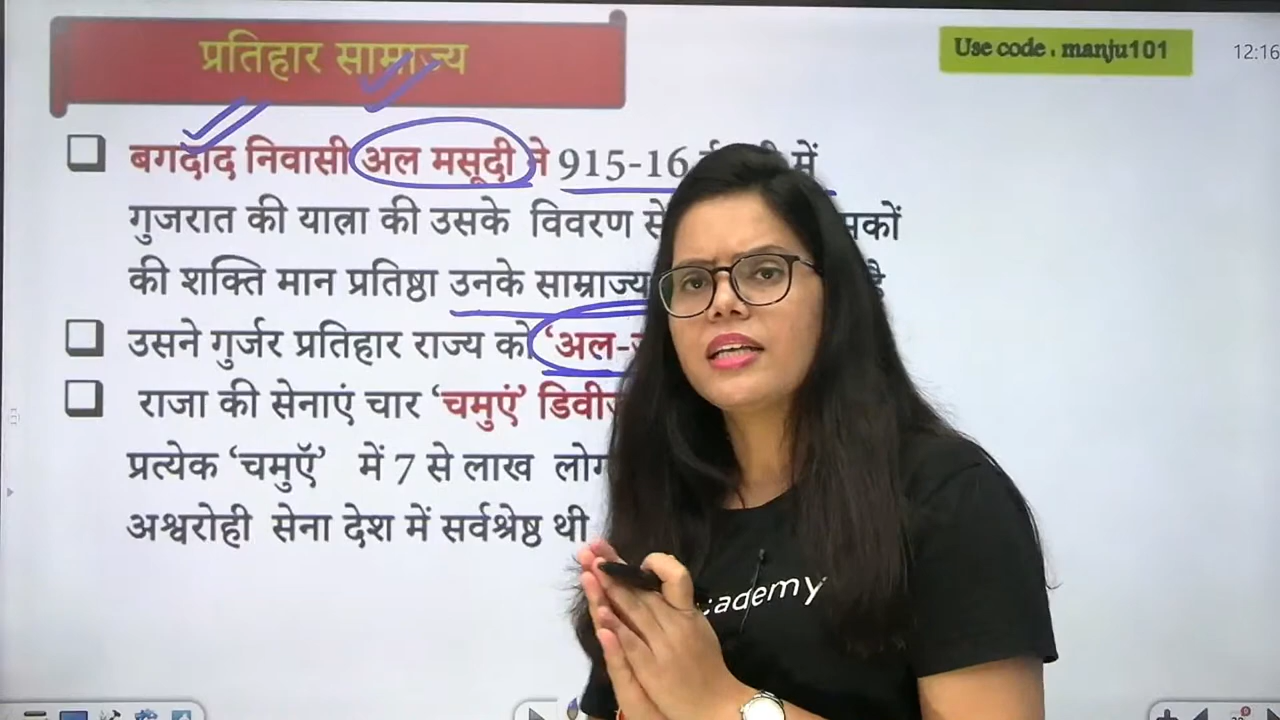 प्रतिहार साम्राज्य
Use code : manju101
12:16
बगदाद निवासी अल मसूदी ने 915-16 में
गुजरात की यात्रा की उसके विवरण से
की शक्ति मान प्रतिष्ठा उनके साम्राज्य
उसने गुर्जर प्रतिहार राज्य को 'अल-
राजा की सेनाएं चार 'चमुएं'
प्रत्येक 'चमुएँ' में 7 से लाख
अश्वरोही सेना देश में सर्वश्रेष्ठ थी
cademy